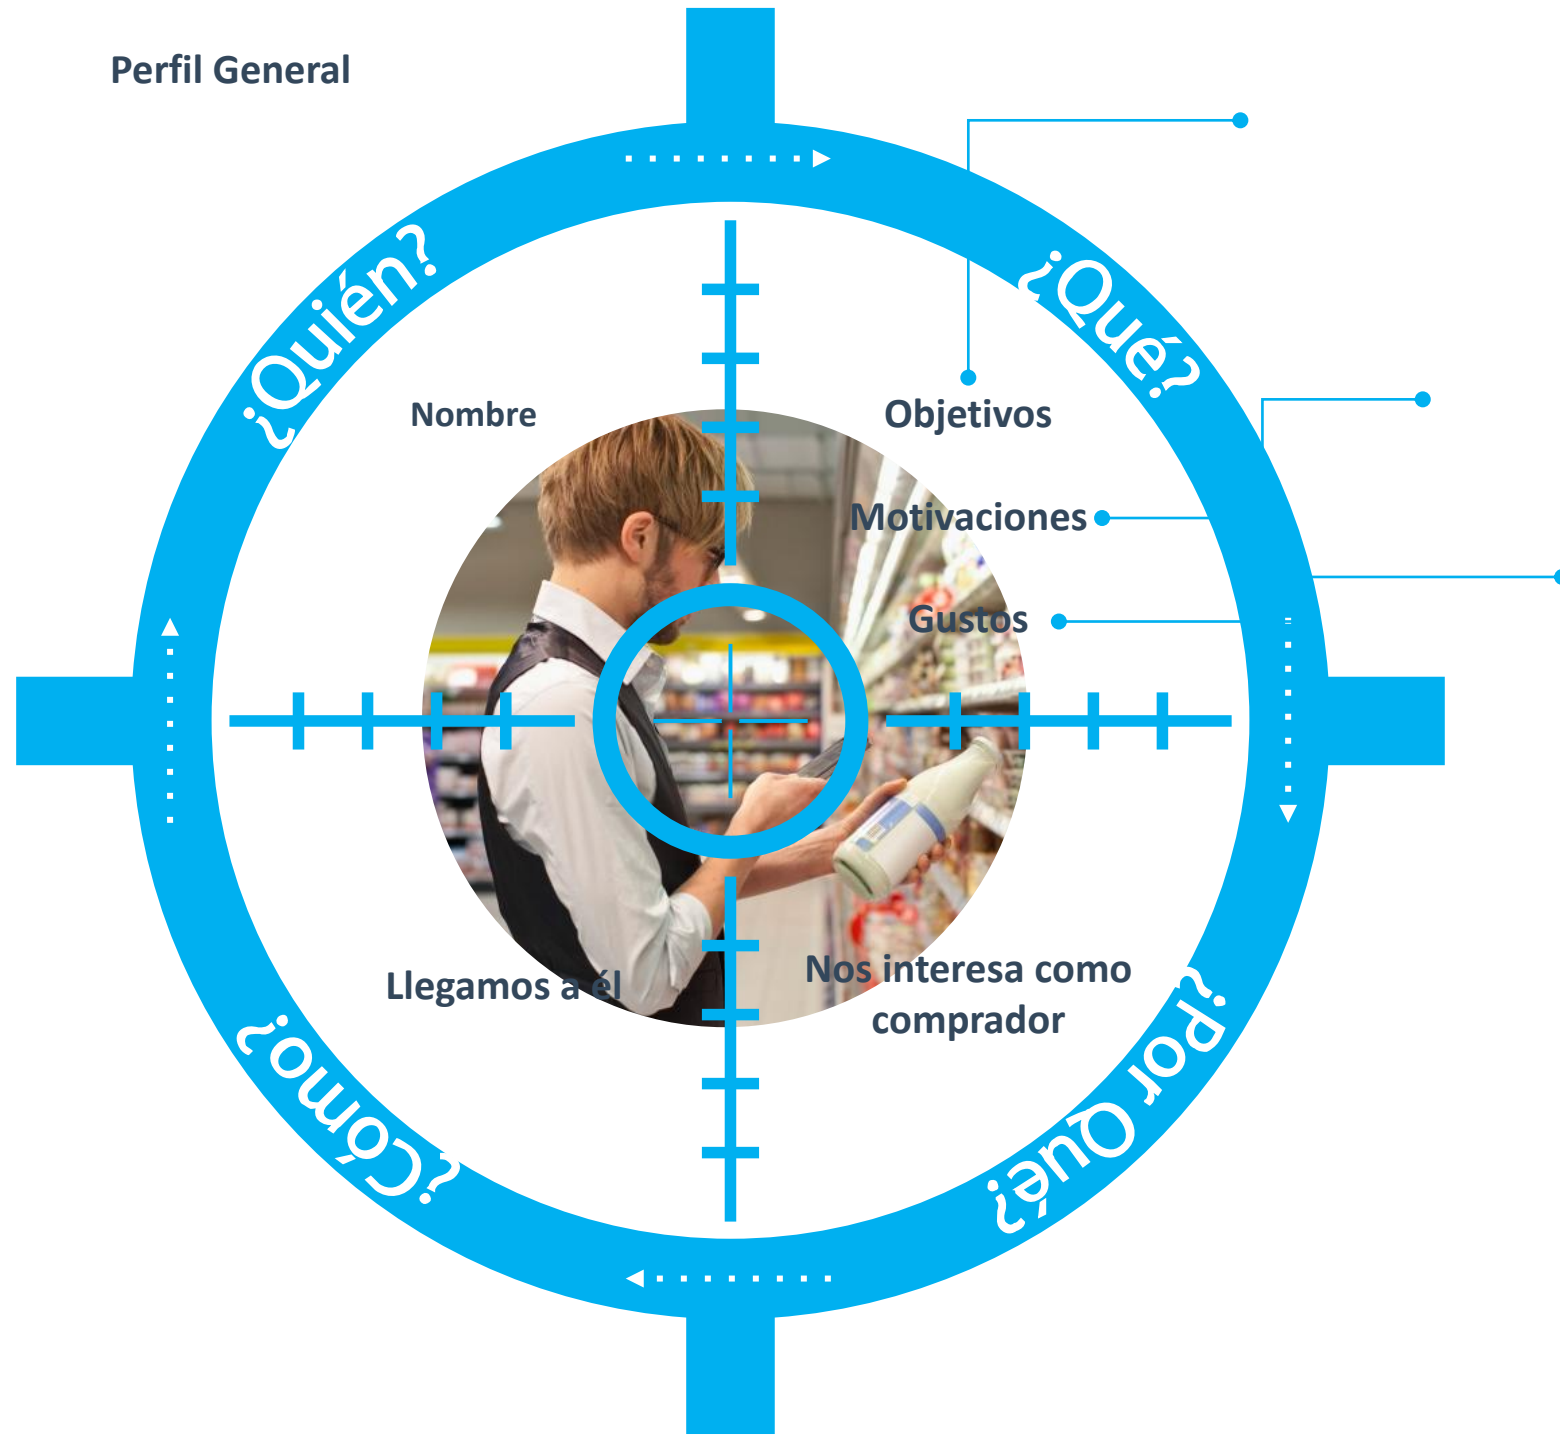 Perfil General
¿Quién?
¿Qué?
Nombre
Objetivos
Motivaciones
Gustos
Llegamos a él
Nos interesa como
comprador
¿Cómo?
¿Por Qué?